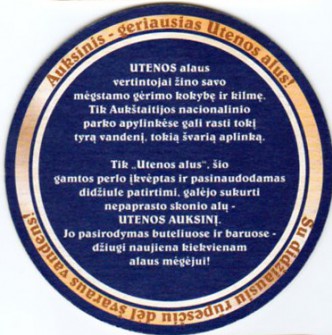 Auksinis - geriausias Utenos alus!
UTENOS alaus
vertintojai žino savo
mėgstamo gėrimo kokybę ir kilmę.
Tik Aukštaitijos nacionalinio
parko apylinkėse gali rasti tokį
tyrą vandenį, tokią švarią aplinką.
Tik „Utenos alus“, šio
gamtos perlo įkvėptas ir pasinaudodamas
didžiule patirtimi, galėjo sukurti
nepaprasto skonio alų -
UTENOS AUKSINĮ.
Jo pasirodymas buteliuose ir baruose -
džiugi naujiena kiekvienam
alaus mėgėjui!
Su didžiausiu rūpesčiu dėl švaraus vandens!